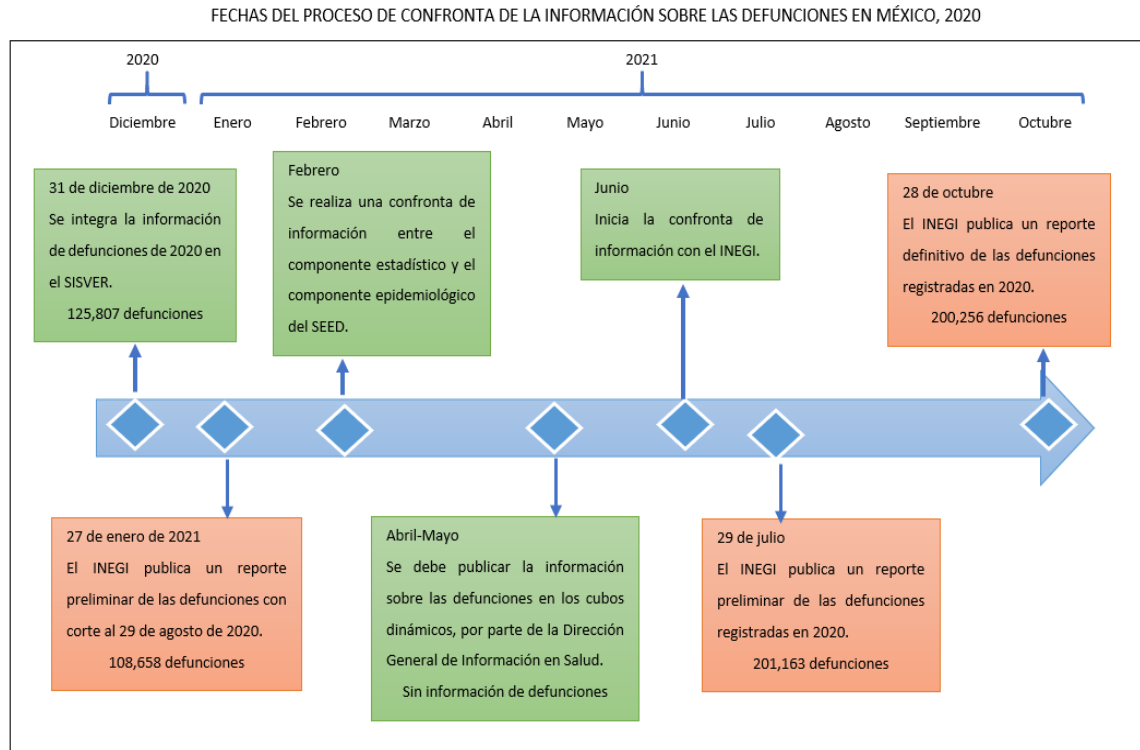 FECHAS DEL PROCESO DE CONFRONTA DE LA INFORMACIÓN SOBRE LAS DEFUNCIONES EN MÉXICO, 2020
2020
2021
Diciembre
Enero
Febrero
Marzo
Abril
Mayo
Junio
Julio
Agosto
Septiembre
Octubre
31 de diciembre de 2020
Se integra la información
de defunciones de 2020 en
el SISVER.
125,807 defunciones
Febrero
Se realiza una confronta de
información entre el
componente estadístico y el
componente epidemiológico
del SEED.
Junio
Inicia la confronta de
información con el INEGI.
28 de octubre
El INEGI publica un reporte
definitivo de las defunciones
registradas en 2020.
200,256 defunciones
27 de enero de 2021
El INEGI publica un reporte
preliminar de las defunciones con
corte al 29 de agosto de 2020.
108,658 defunciones
Abril-Mayo
Se debe publicar la información
sobre las defunciones en los cubos
dinámicos, por parte de la Dirección
General de Información en Salud.
Sin información de defunciones
29 de julio
El INEGI publica un reporte
preliminar de las defunciones
registradas en 2020.
201,163 defunciones